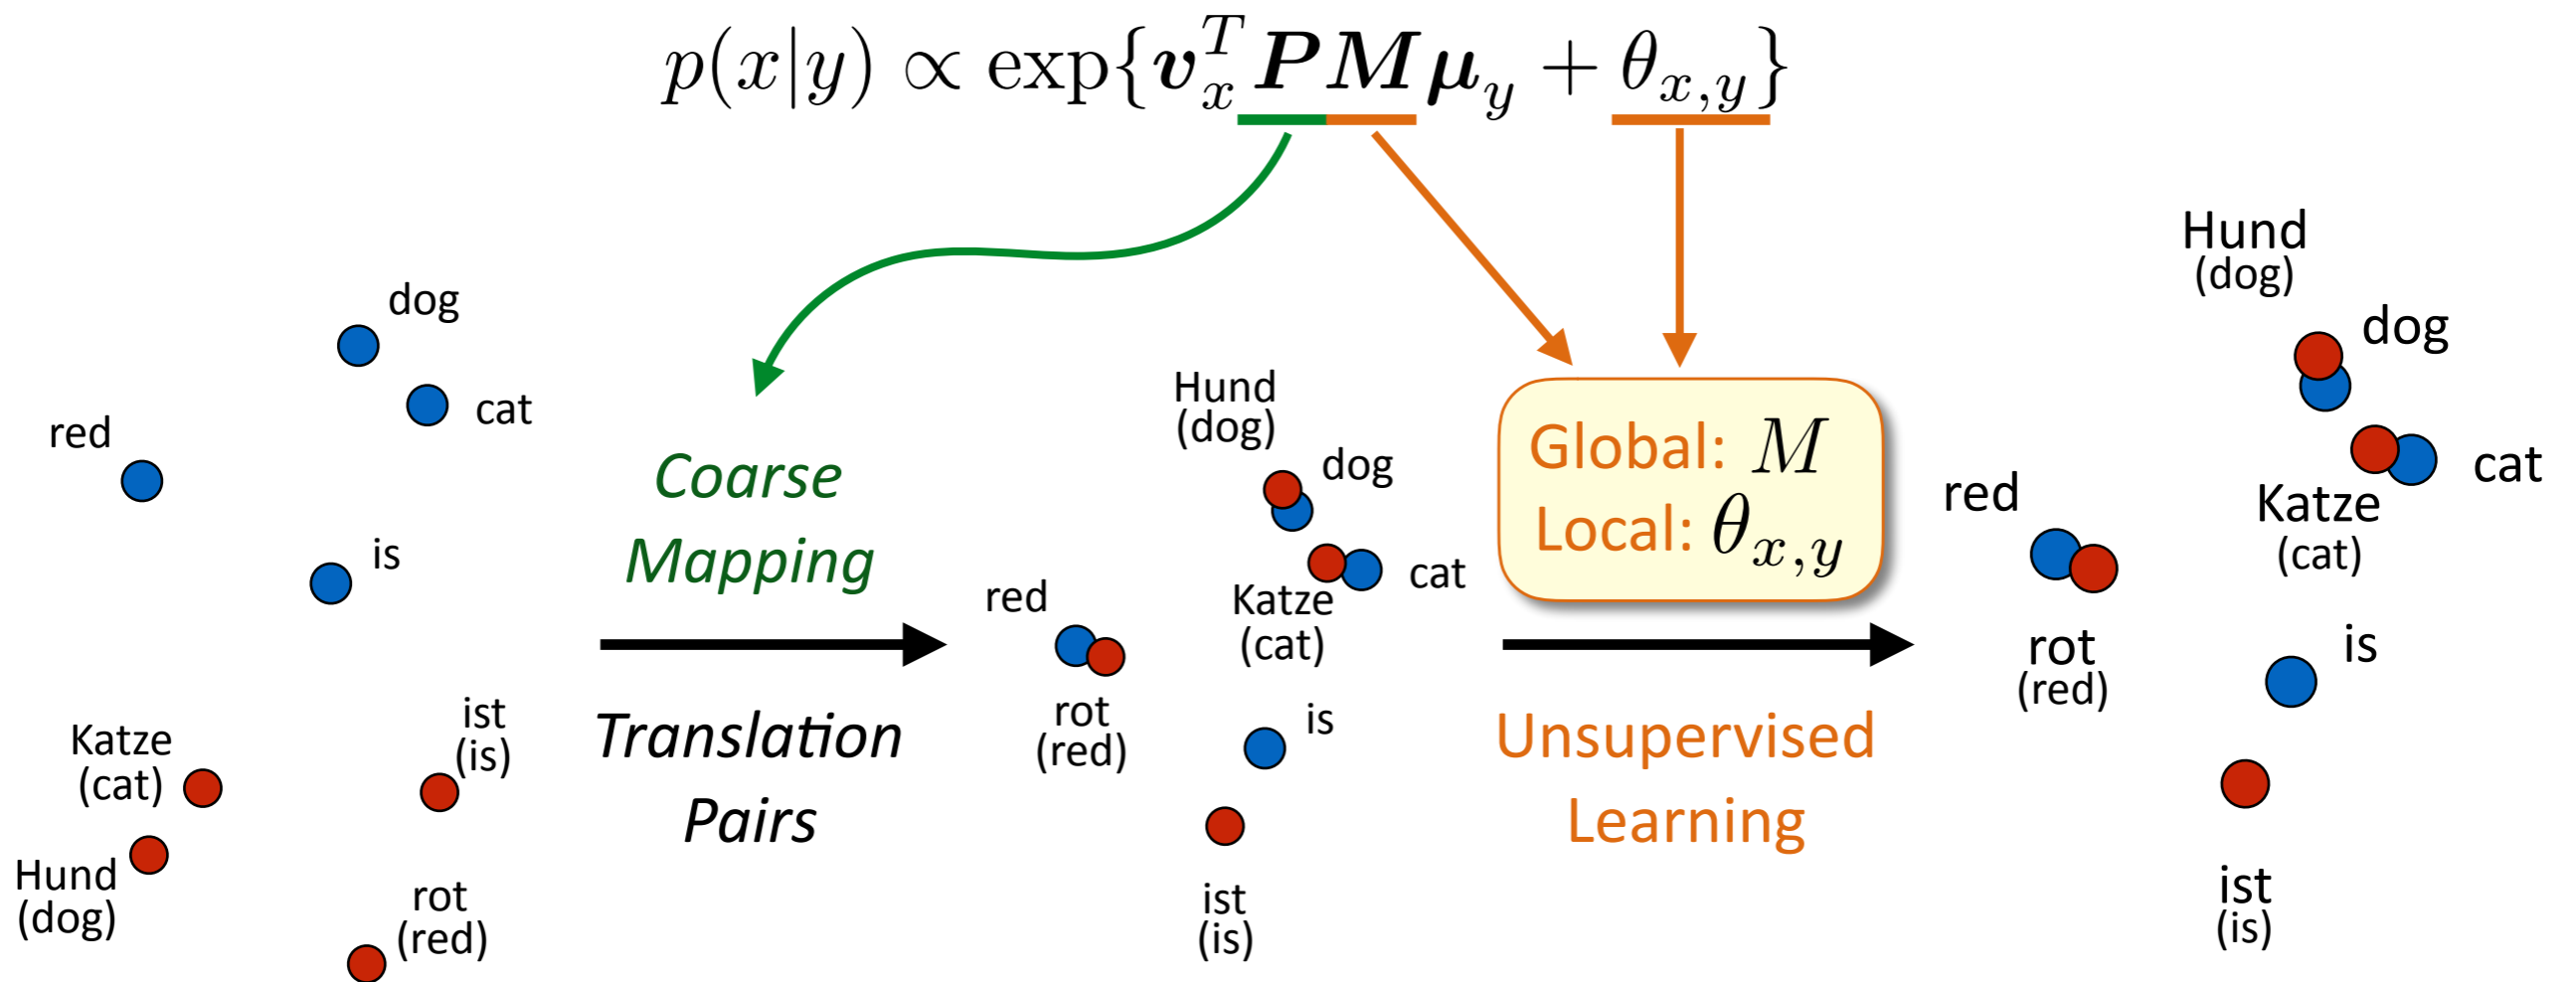 p(x|y) ∝ exp{v_x^T P M μ_y + θ_{x,y}}
dog
cat
red
is
Katze
(cat)
ist
(is)
Hund
(dog)
rot
(red)
Coarse
Mapping
Translation
Pairs
Hund
(dog)
dog
cat
Katze
(cat)
red
rot
(red)
is
ist
(is)
Global: M
Local: θ_{x,y}
Unsupervised
Learning
Hund
(dog)
dog
cat
Katze
(cat)
red
rot
(red)
is
ist
(is)